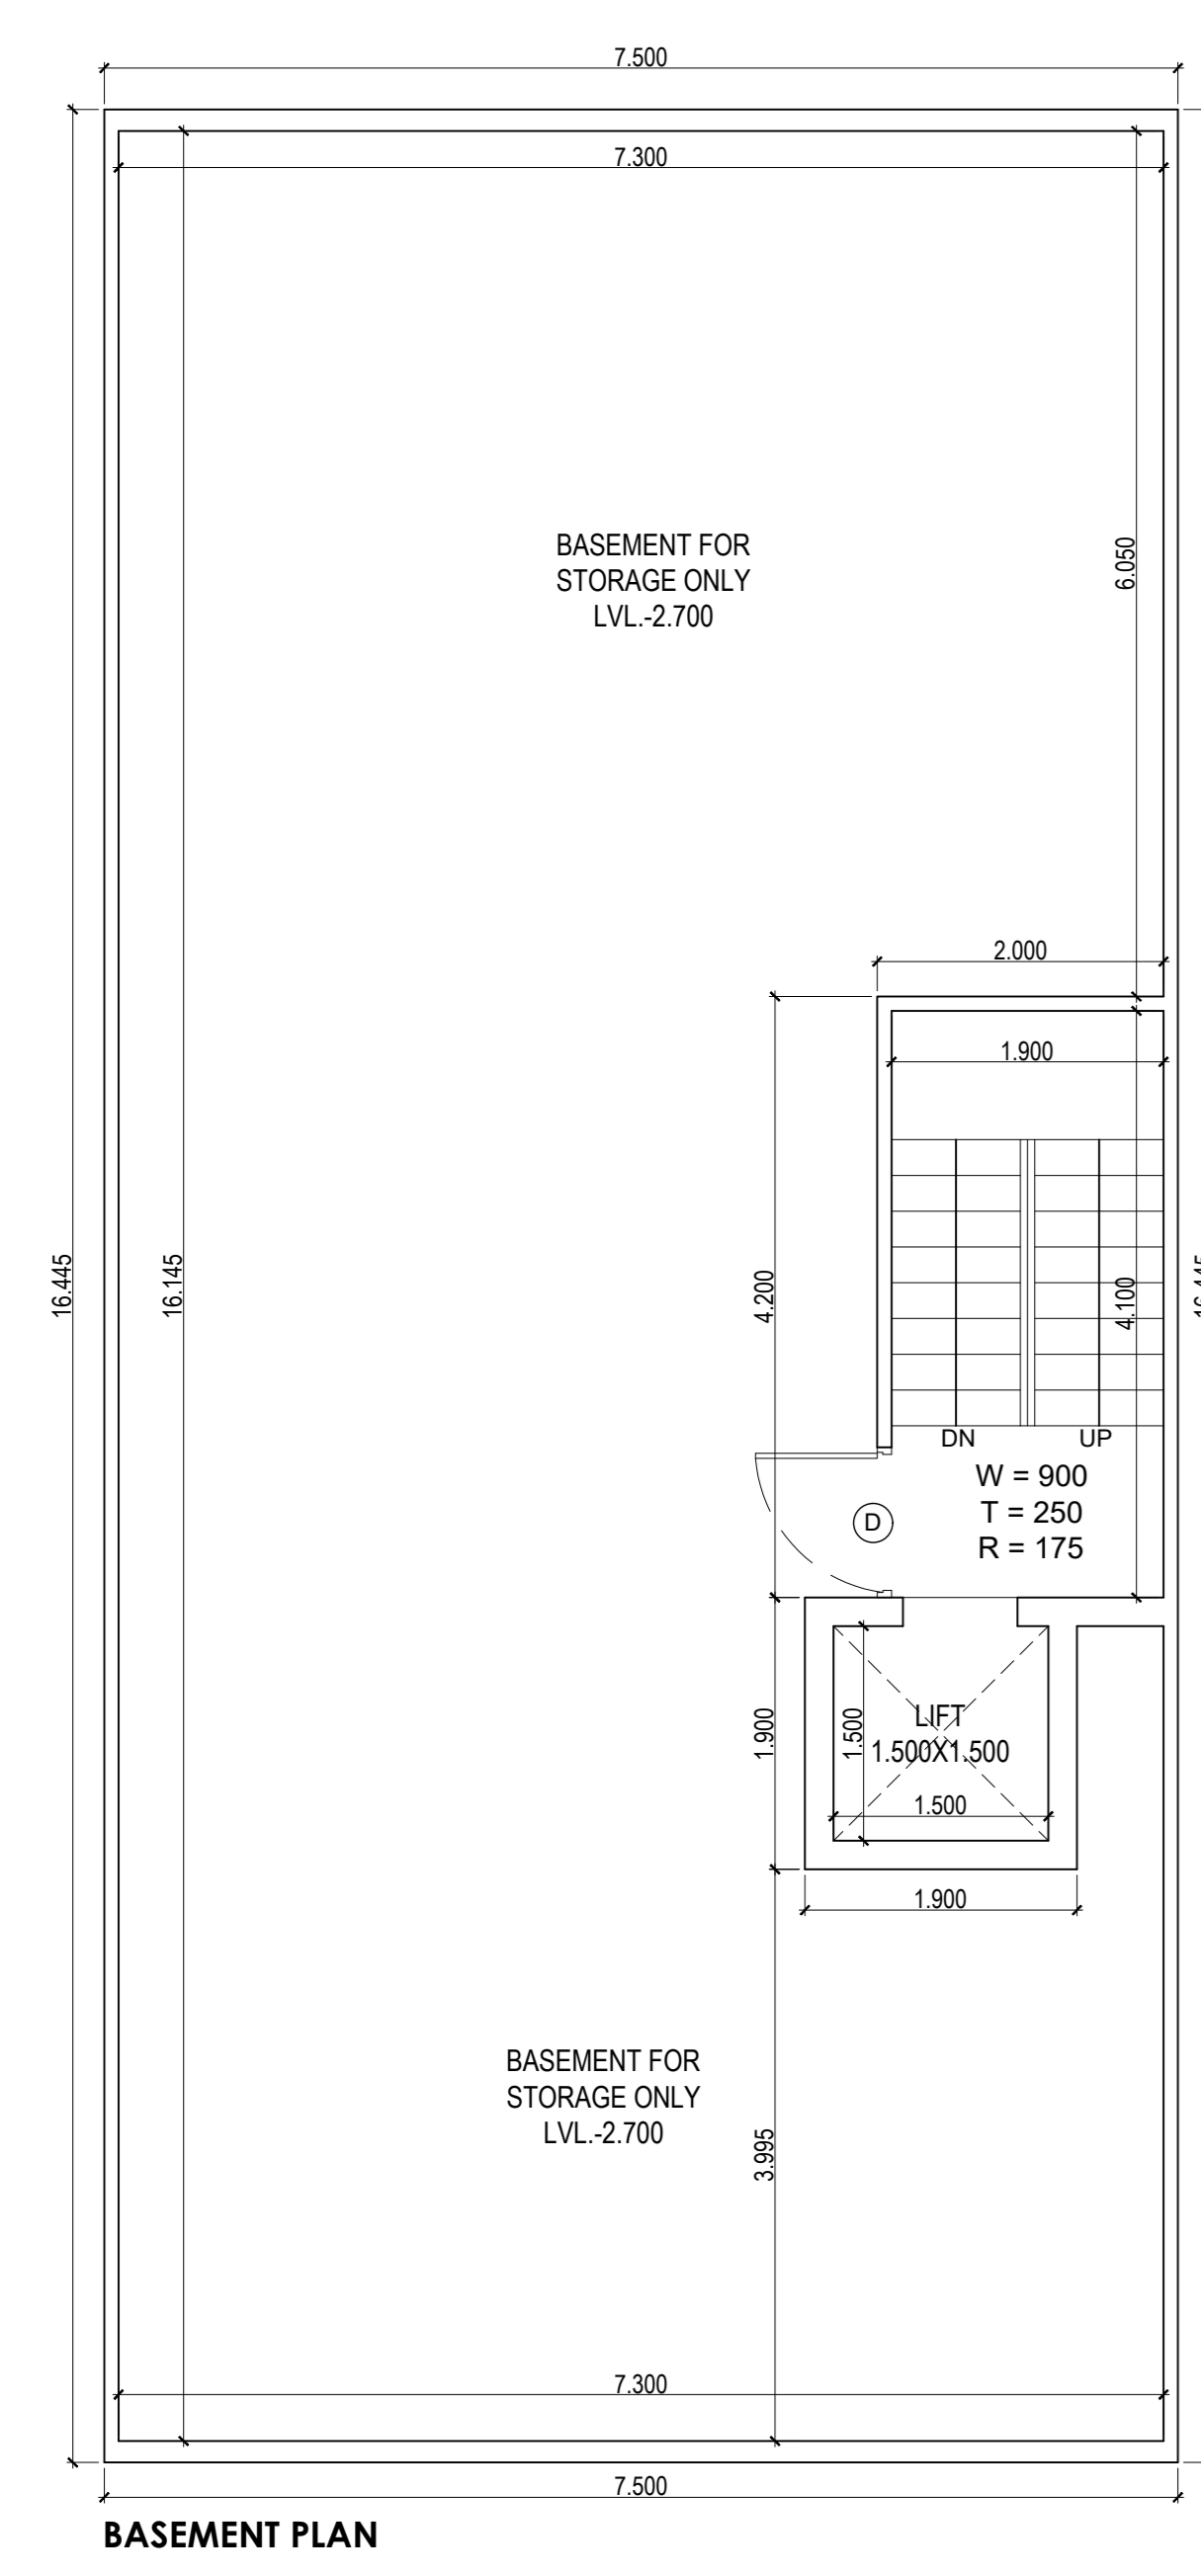 7.500
7.300
BASEMENT FOR
STORAGE ONLY
LVL.-2.700
6.050
2.000
1.900
16.445
16.145
4.200
4.100
16.445
DN
UP
W = 900
T = 250
R = 175
D
1.900
1.500
LIFT
1.500X1.500
1.500
1.900
BASEMENT FOR
STORAGE ONLY
LVL.-2.700
3.995
7.300
7.500
BASEMENT PLAN